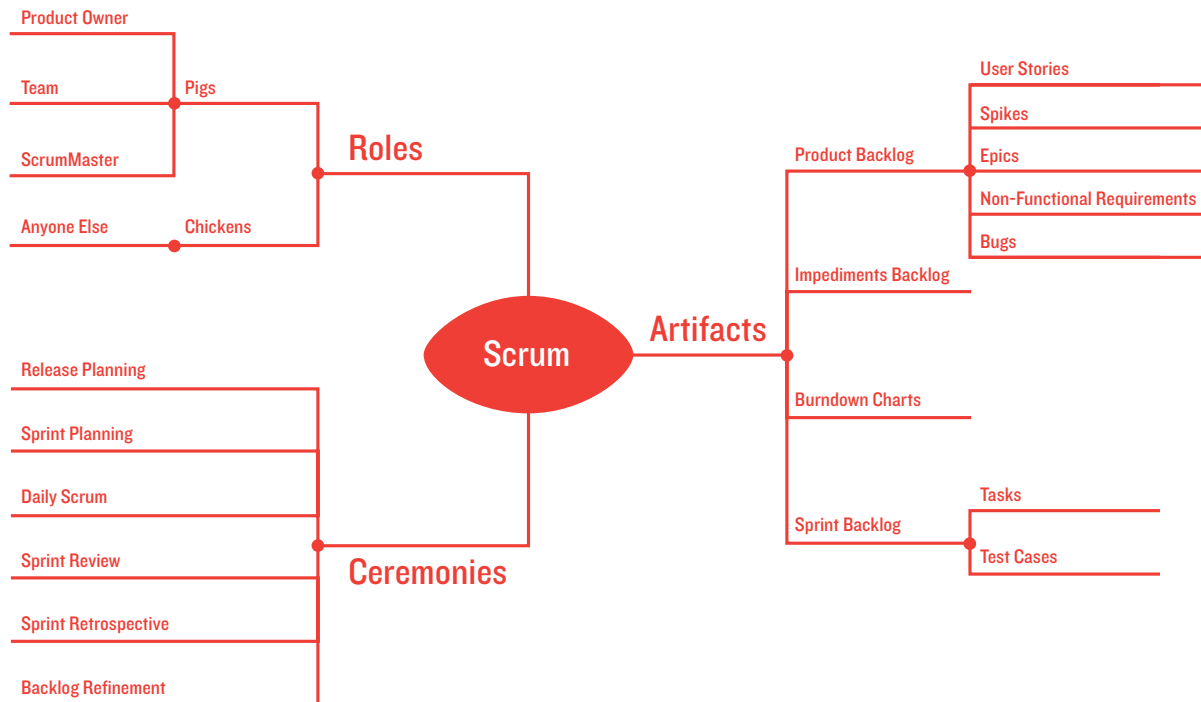 Product Owner
Team
Pigs
ScrumMaster
Roles
Anyone Else
Chickens
User Stories
Spikes
Product Backlog
Epics
Non-Functional Requirements
Bugs
Impediments Backlog
Artifacts
Scrum
Burndown Charts
Tasks
Sprint Backlog
Test Cases
Release Planning
Sprint Planning
Daily Scrum
Sprint Review
Ceremonies
Sprint Retrospective
Backlog Refinement